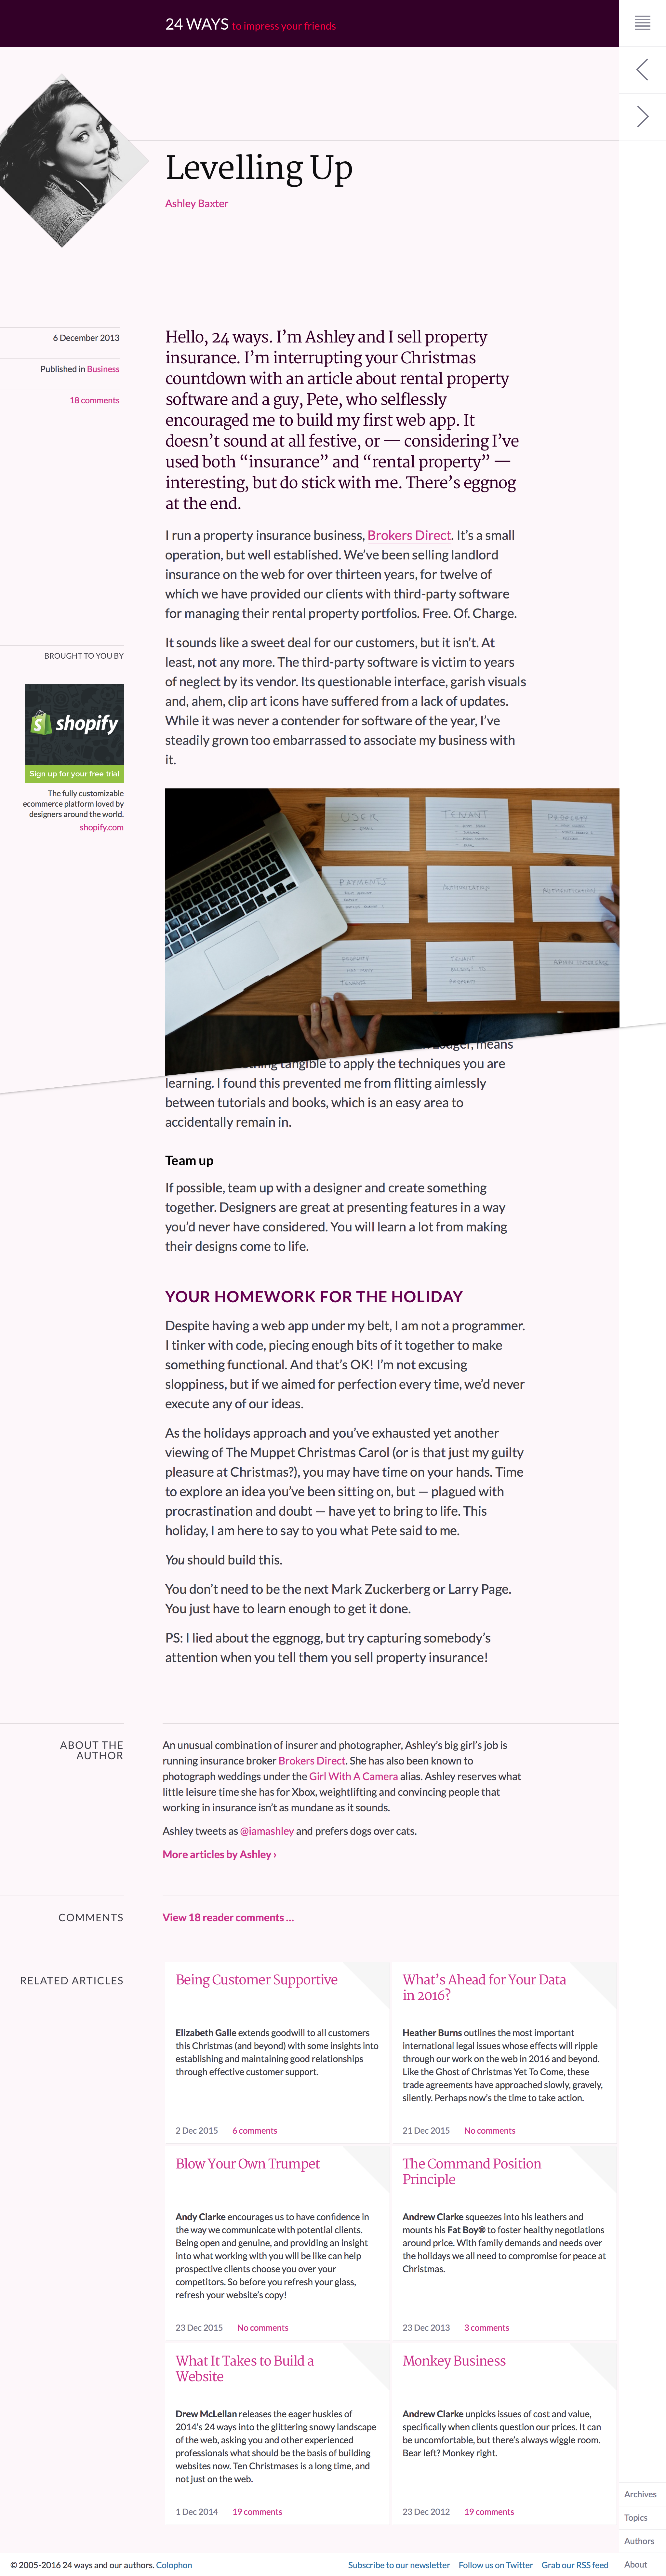 24 WAYS to impress your friends
Levelling Up
Ashley Baxter
6 December 2013
Published in Business
18 comments
Hello, 24 ways. I’m Ashley and I sell property
insurance. I’m interrupting your Christmas
countdown with an article about rental property
software and a guy, Pete, who selflessly
encouraged me to build my first web app. It
doesn’t sound at all festive, or — considering I’ve
used both “insurance” and “rental property” —
interesting, but do stick with me. There’s eggnog
at the end.
I run a property insurance business, Brokers Direct. It’s a small
operation, but well established. We’ve been selling landlord
insurance on the web for over thirteen years, for twelve of
which we have provided our clients with third-party software
for managing their rental property portfolios. Free. Of. Charge.
It sounds like a sweet deal for our customers, but it isn’t. At
least, not any more. The third-party software is victim to years
of neglect by its vendor. Its questionable interface, garish visuals
and, ahem, clip art icons have suffered from a lack of updates.
While it was never a contender for software of the year, I’ve
steadily grown too embarrassed to associate my business with
it.
BROUGHT TO YOU BY
shopify
Sign up for your free trial
The fully customizable
ecommerce platform loved by
designers around the world.
shopify.com
USER
TENANT
PROPERTY
PAYMENTS
AUTHORISATION
AUTHENTICATION
PROPERTY
TENANT
means
tangible to apply the techniques you are
learning. I found this prevented me from flitting aimlessly
between tutorials and books, which is an easy area to
accidentally remain in.
Team up
If possible, team up with a designer and create something
together. Designers are great at presenting features in a way
you’d never have considered. You will learn a lot from making
their designs come to life.
YOUR HOMEWORK FOR THE HOLIDAY
Despite having a web app under my belt, I am not a programmer.
I tinker with code, piecing enough bits of it together to make
something functional. And that’s OK! I’m not excusing
sloppiness, but if we aimed for perfection every time, we’d never
execute any of our ideas.
As the holidays approach and you’ve exhausted yet another
viewing of The Muppet Christmas Carol (or is that just my guilty
pleasure at Christmas?), you may have time on your hands. Time
to explore an idea you’ve been sitting on, but — plagued with
procrastination and doubt — have yet to bring to life. This
holiday, I am here to say to you what Pete said to me.
You should build this.
You don’t need to be the next Mark Zuckerberg or Larry Page.
You just have to learn enough to get it done.
PS: I lied about the eggnogg, but try capturing somebody’s
attention when you tell them you sell property insurance!
ABOUT THE
AUTHOR
An unusual combination of insurer and photographer, Ashley’s big girl’s job is
running insurance broker Brokers Direct. She has also been known to
photograph weddings under the Girl With A Camera alias. Ashley reserves what
little leisure time she has for Xbox, weightlifting and convincing people that
working in insurance isn’t as mundane as it sounds.
Ashley tweets as @iamashley and prefers dogs over cats.
More articles by Ashley ›
COMMENTS
View 18 reader comments ...
RELATED ARTICLES
Being Customer Supportive
Elizabeth Galle extends goodwill to all customers
this Christmas (and beyond) with some insights into
establishing and maintaining good relationships
through effective customer support.
2 Dec 2015 6 comments
What’s Ahead for Your Data
in 2016?
Heather Burns outlines the most important
international legal issues whose effects will ripple
through our work on the web in 2016 and beyond.
Like the Ghost of Christmas Yet To Come, these
trade agreements have approached slowly, gravely,
silently. Perhaps now’s the time to take action.
21 Dec 2015 No comments
Blow Your Own Trumpet
Andy Clarke encourages us to have confidence in
the way we communicate with potential clients.
Being open and genuine, and providing an insight
into what working with you will be like can help
prospective clients choose you over your
competitors. So before you refresh your glass,
refresh your website’s copy!
23 Dec 2015 No comments
The Command Position
Principle
Andrew Clarke squeezes into his leathers and
mounts his Fat Boy® to foster healthy negotiations
around price. With family demands and needs over
the holidays we all need to compromise for peace at
Christmas.
23 Dec 2013 3 comments
What It Takes to Build a
Website
Drew McLellan releases the eager huskies of
2014’s 24 ways into the glittering snowy landscape
of the web, asking you and other experienced
professionals what should be the basis of building
websites now. Ten Christmases is a long time, and
not just on the web.
1 Dec 2014 19 comments
Monkey Business
Andrew Clarke unpicks issues of cost and value,
specifically when clients question our prices. It can
be uncomfortable, but there’s always wiggle room.
Bear left? Monkey right.
23 Dec 2012 19 comments
Archives
Topics
Authors
About
© 2005-2016 24 ways and our authors. Colophon
Subscribe to our newsletter Follow us on Twitter Grab our RSS feed